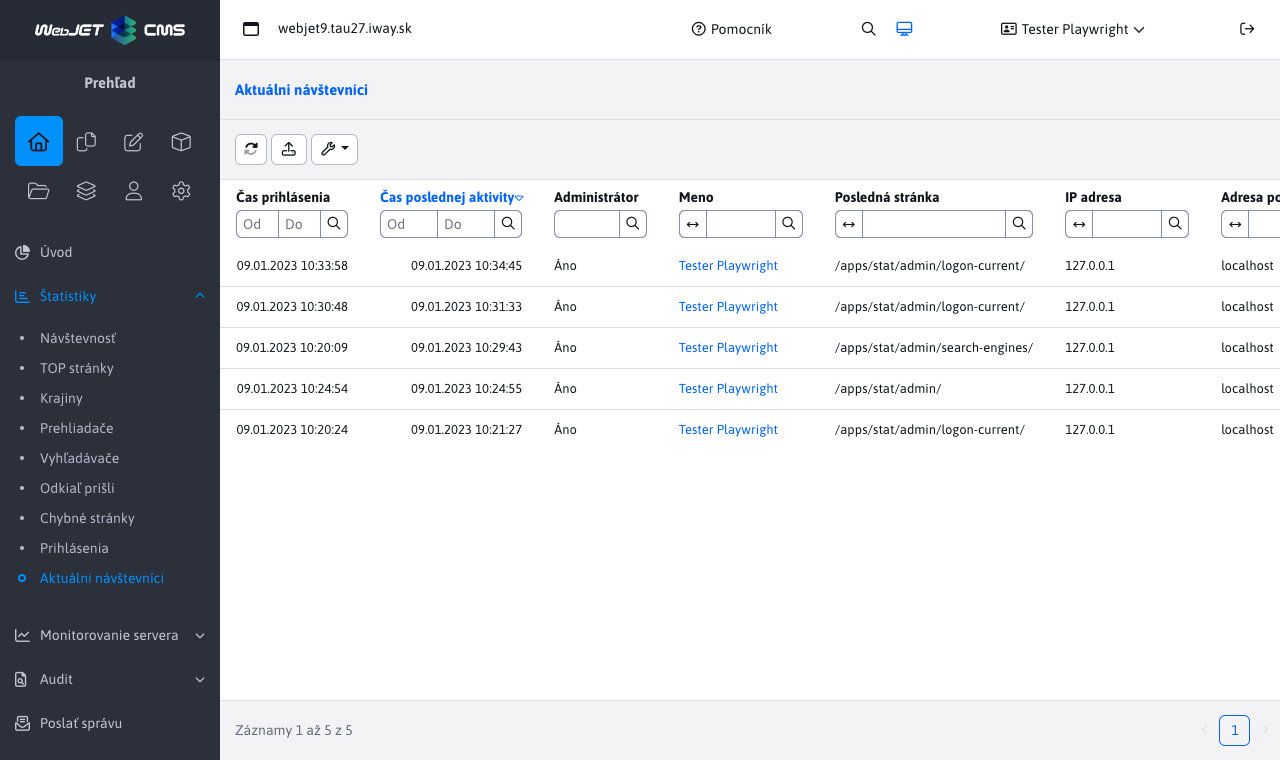 WebJET CMS
webjet9.tau27.iway.sk
Pomocník
Tester Playwright
Prehľad
Úvod
Štatistiky
Návštevnosť
TOP stránky
Krajiny
Prehliadače
Vyhľadávače
Odkiaľ prišli
Chybné stránky
Prihlásenia
Aktuálni návštevníci
Monitorovanie servera
Audit
Poslať správu
Aktuálni návštevníci
Čas prihlásenia Čas poslednej aktivity Administrátor Meno Posledná stránka IP adresa Adresa po
Od Do Od Do
09.01.2023 10:33:58 09.01.2023 10:34:45 Áno Tester Playwright /apps/stat/admin/logon-current/ 127.0.0.1 localhost
09.01.2023 10:30:48 09.01.2023 10:31:33 Áno Tester Playwright /apps/stat/admin/logon-current/ 127.0.0.1 localhost
09.01.2023 10:20:09 09.01.2023 10:29:43 Áno Tester Playwright /apps/stat/admin/search-engines/ 127.0.0.1 localhost
09.01.2023 10:24:54 09.01.2023 10:24:55 Áno Tester Playwright /apps/stat/admin/ 127.0.0.1 localhost
09.01.2023 10:20:24 09.01.2023 10:21:27 Áno Tester Playwright /apps/stat/admin/logon-current/ 127.0.0.1 localhost
Záznamy 1 až 5 z 5
1